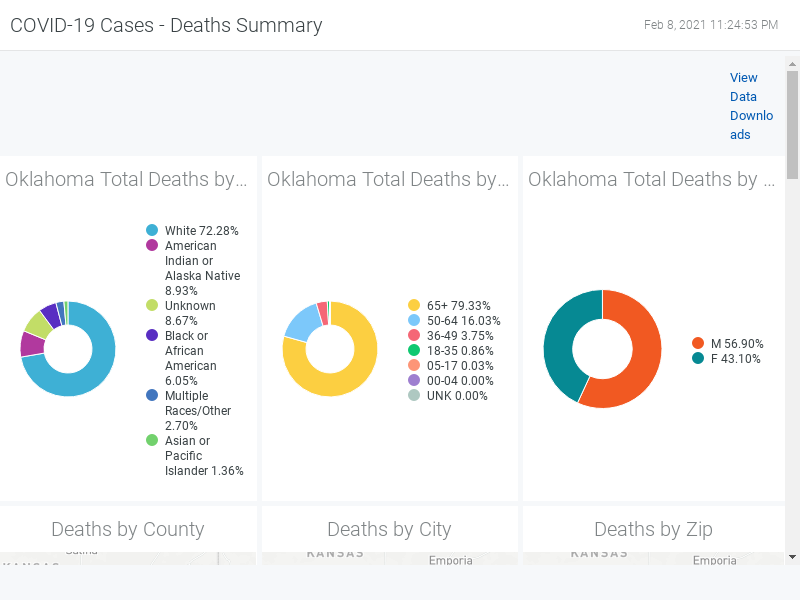 COVID-19 Cases - Deaths Summary
Feb 8, 2021 11:24:53 PM
View
Data
Downlo
ads
Oklahoma Total Deaths by...
White 72.28%
American
Indian or
Alaska Native
8.93%
Unknown
8.67%
Black or
African
American
6.05%
Multiple
Races/Other
2.70%
Asian or
Pacific
Islander 1.36%
Oklahoma Total Deaths by...
65+ 79.33%
50-64 16.03%
36-49 3.75%
18-35 0.86%
05-17 0.03%
00-04 0.00%
UNK 0.00%
Oklahoma Total Deaths by ...
M 56.90%
F 43.10%
Deaths by County
Salina
KANSAS
Deaths by City
KANSAS
Emporia
Deaths by Zip
KANSAS
Emporia